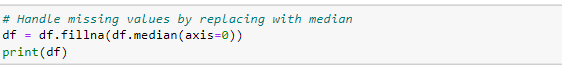 # Handle missing values by replacing with median
df = df.fillna(df.median(axis=0))
print(df)